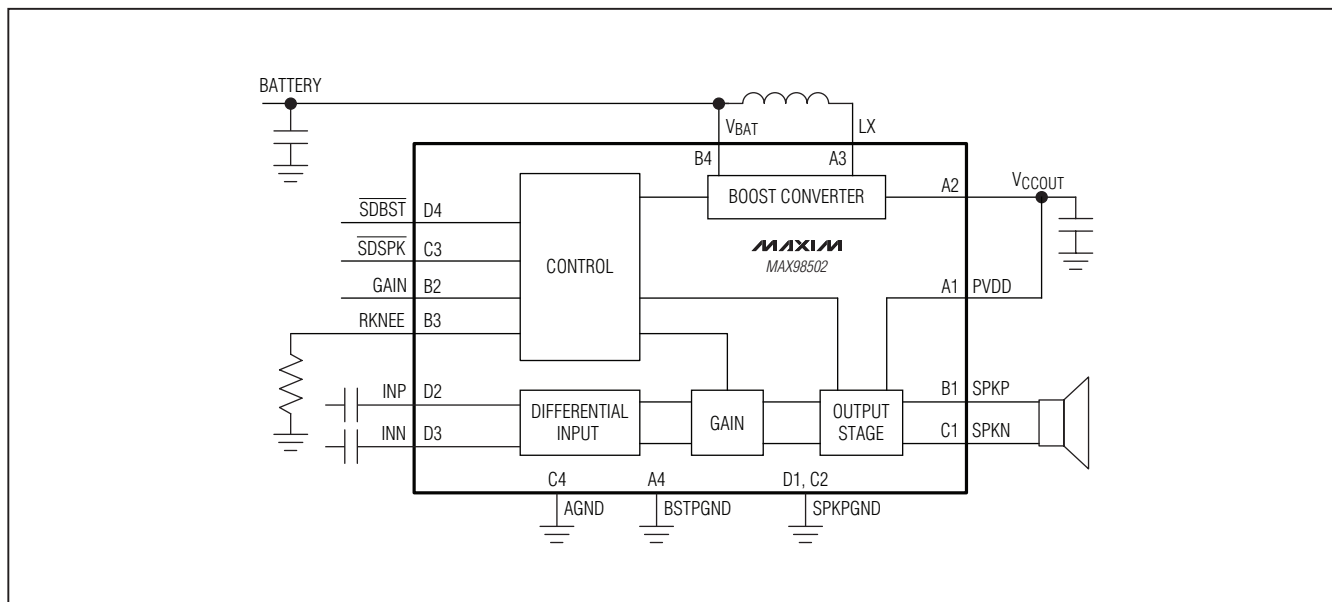 BATTERY
VBAT
LX
B4
A3
BOOST CONVERTER
A2
VCCOUT
SDBST
D4
SDSPK
C3
GAIN
B2
RKNEE
B3
CONTROL
MAXIM
MAX98502
A1
PVDD
INP
D2
INN
D3
DIFFERENTIAL
INPUT
GAIN
OUTPUT
STAGE
B1
SPKP
C1
SPKN
C4
AGND
A4
BSTPGND
D1, C2
SPKPGND